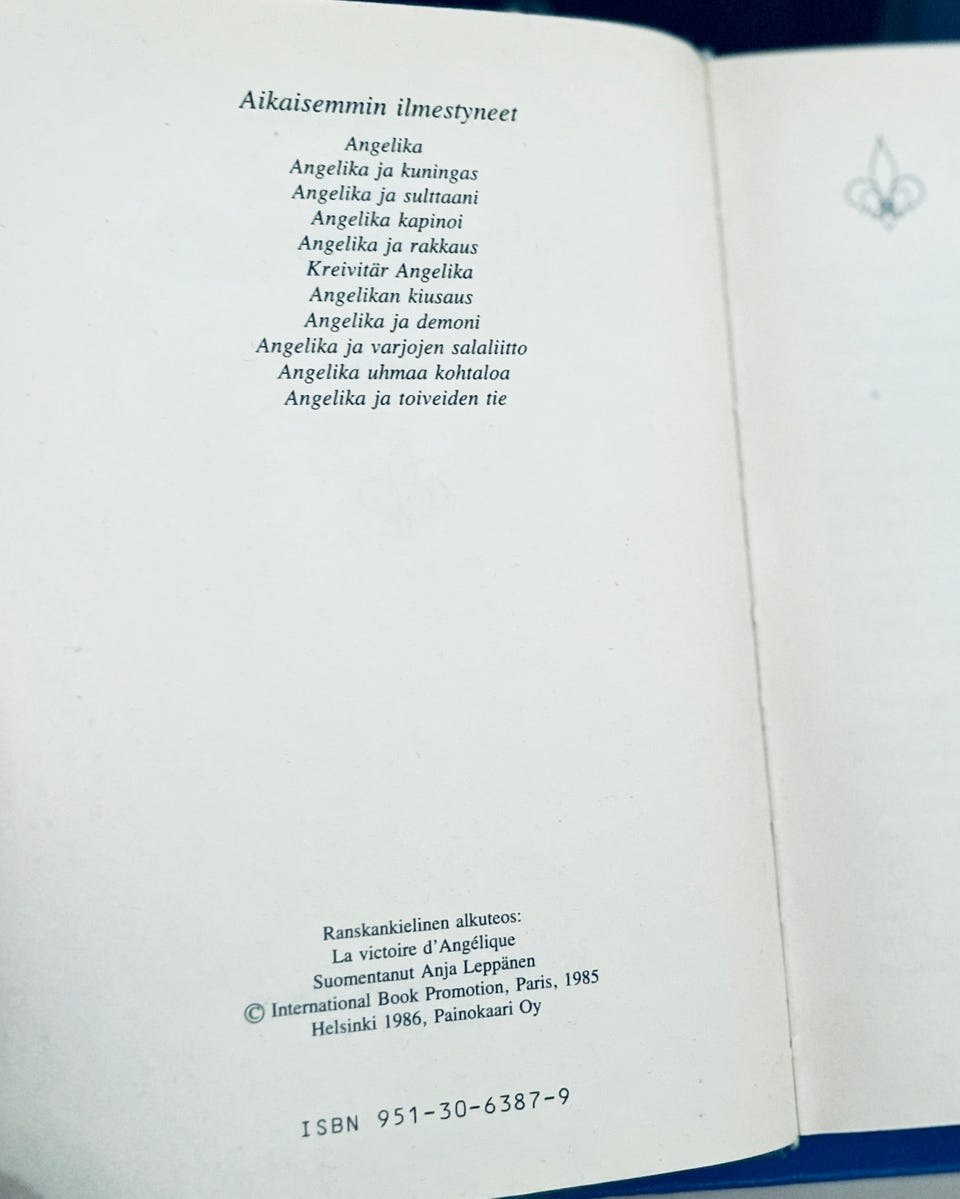 Aikaisemmin ilmestyneet
Angelika
Angelika ja kuningas
Angelika ja sulttaani
Angelika kapinoi
Angelika ja rakkaus
Kreivitär Angelika
Angelikan kiusaus
Angelika ja demoni
Angelika ja varjojen salaliitto
Angelika uhmaa kohtaloa
Angelika ja toiveiden tie
Ranskankielinen alkuteos:
La victoire d'Angélique
Suomentanut Anja Leppänen
© International Book Promotion, Paris, 1985
Helsinki 1986, Painokaari Oy
ISBN 951-30-6387-9